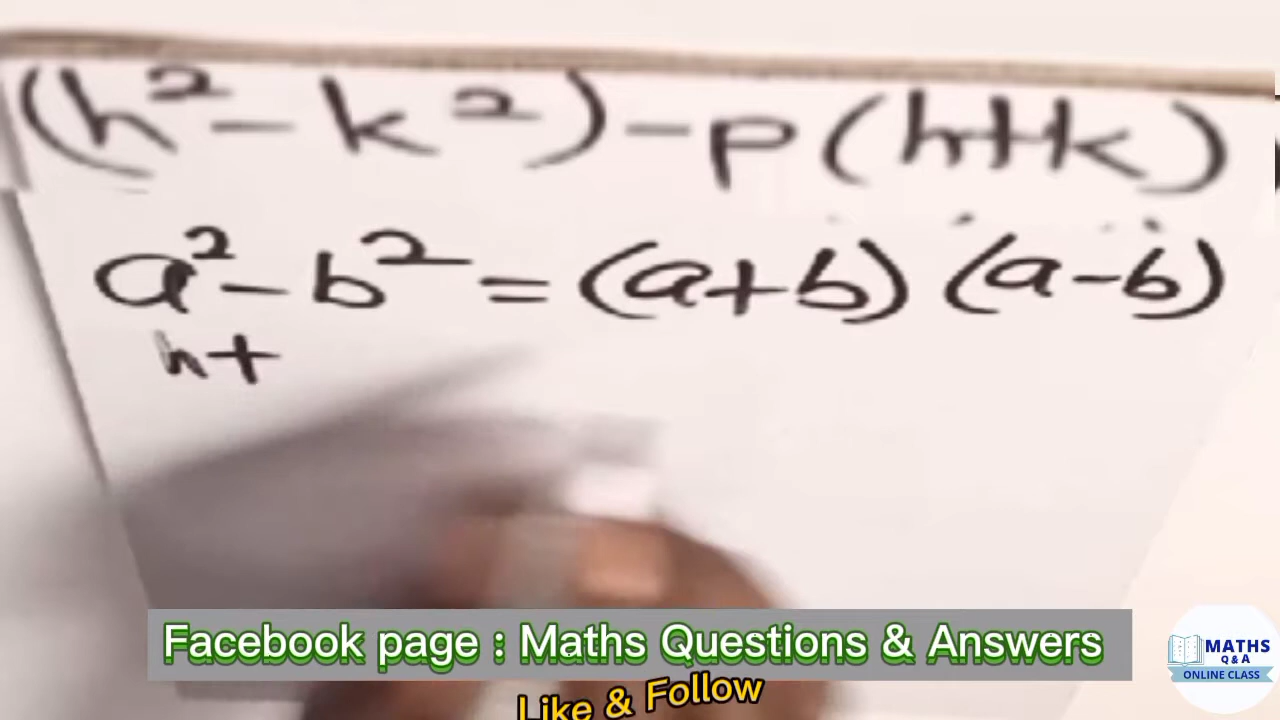 (h² - k²) - p(h+k)
a² - b² = (a+b) (a-b)
h+
Facebook page : Maths Questions & Answers
Like & Follow
MATHS
Q & A
ONLINE CLASS